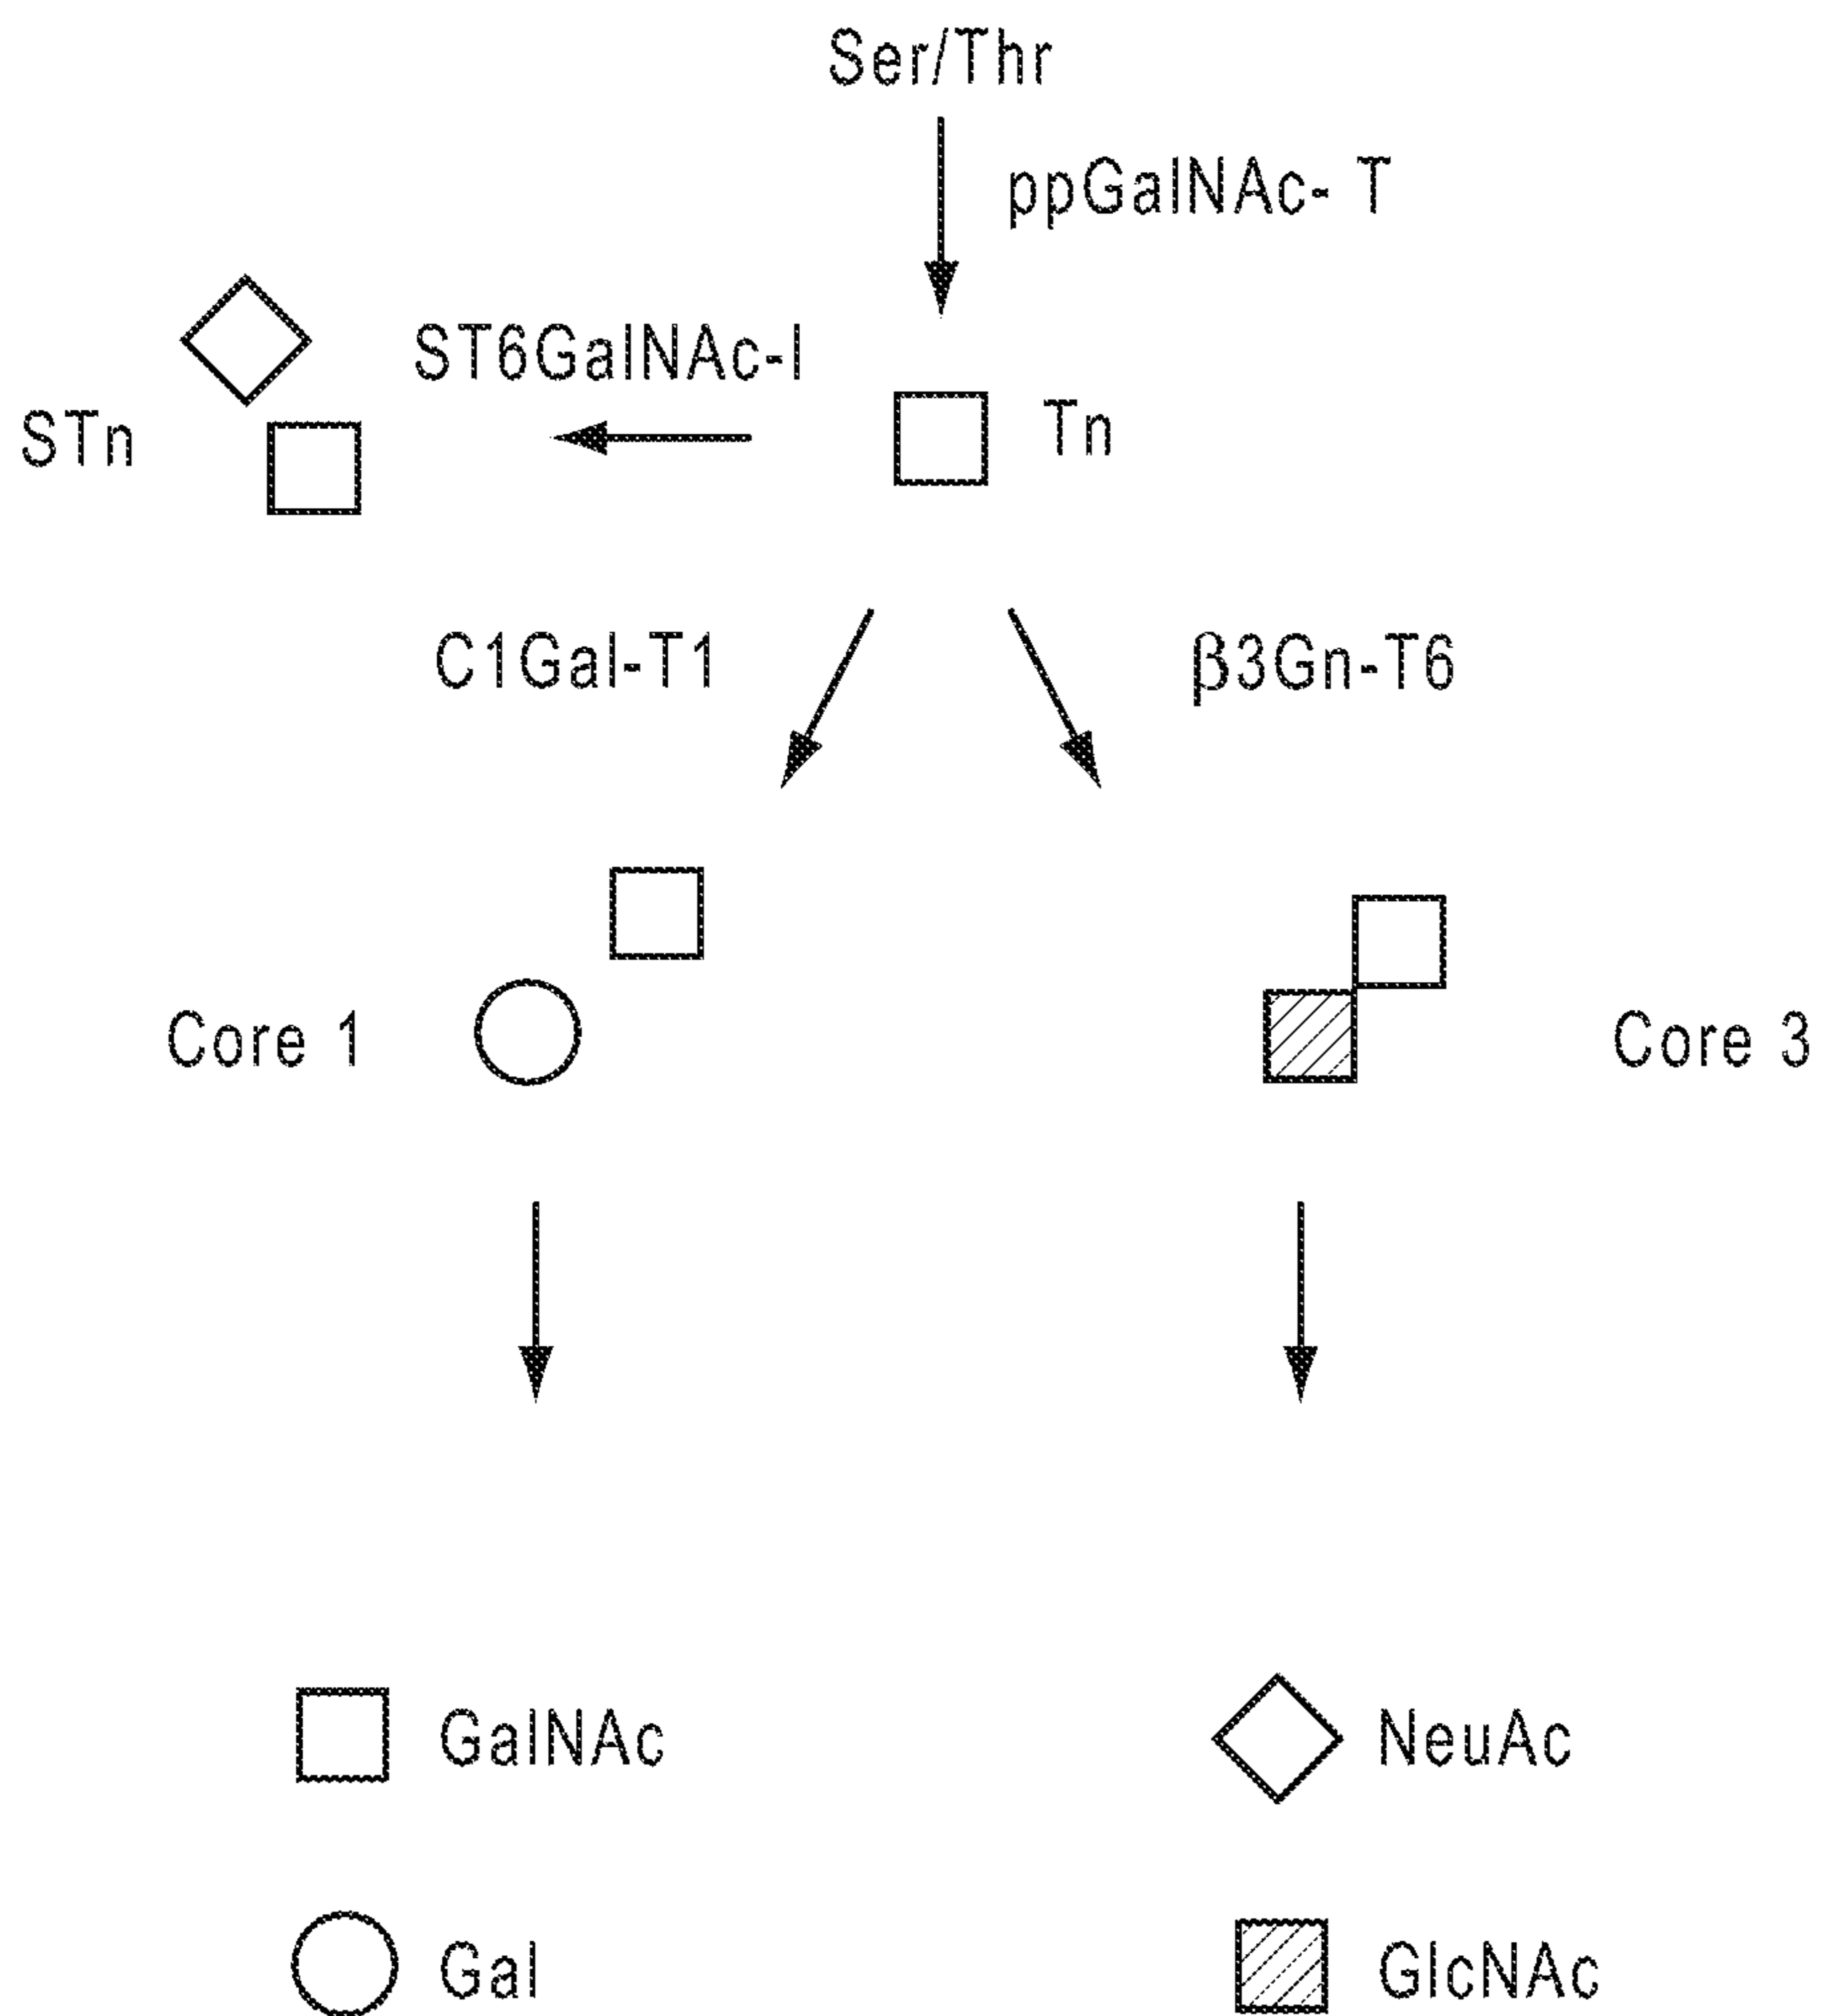 Ser/Thr
ppGalNAc- T
ST6GalNAc-I
STn
Tn
C1Gal-T1
β3Gn-T6
Core 1
Core 3
GalNAc
NeuAc
Gal
GlcNAc